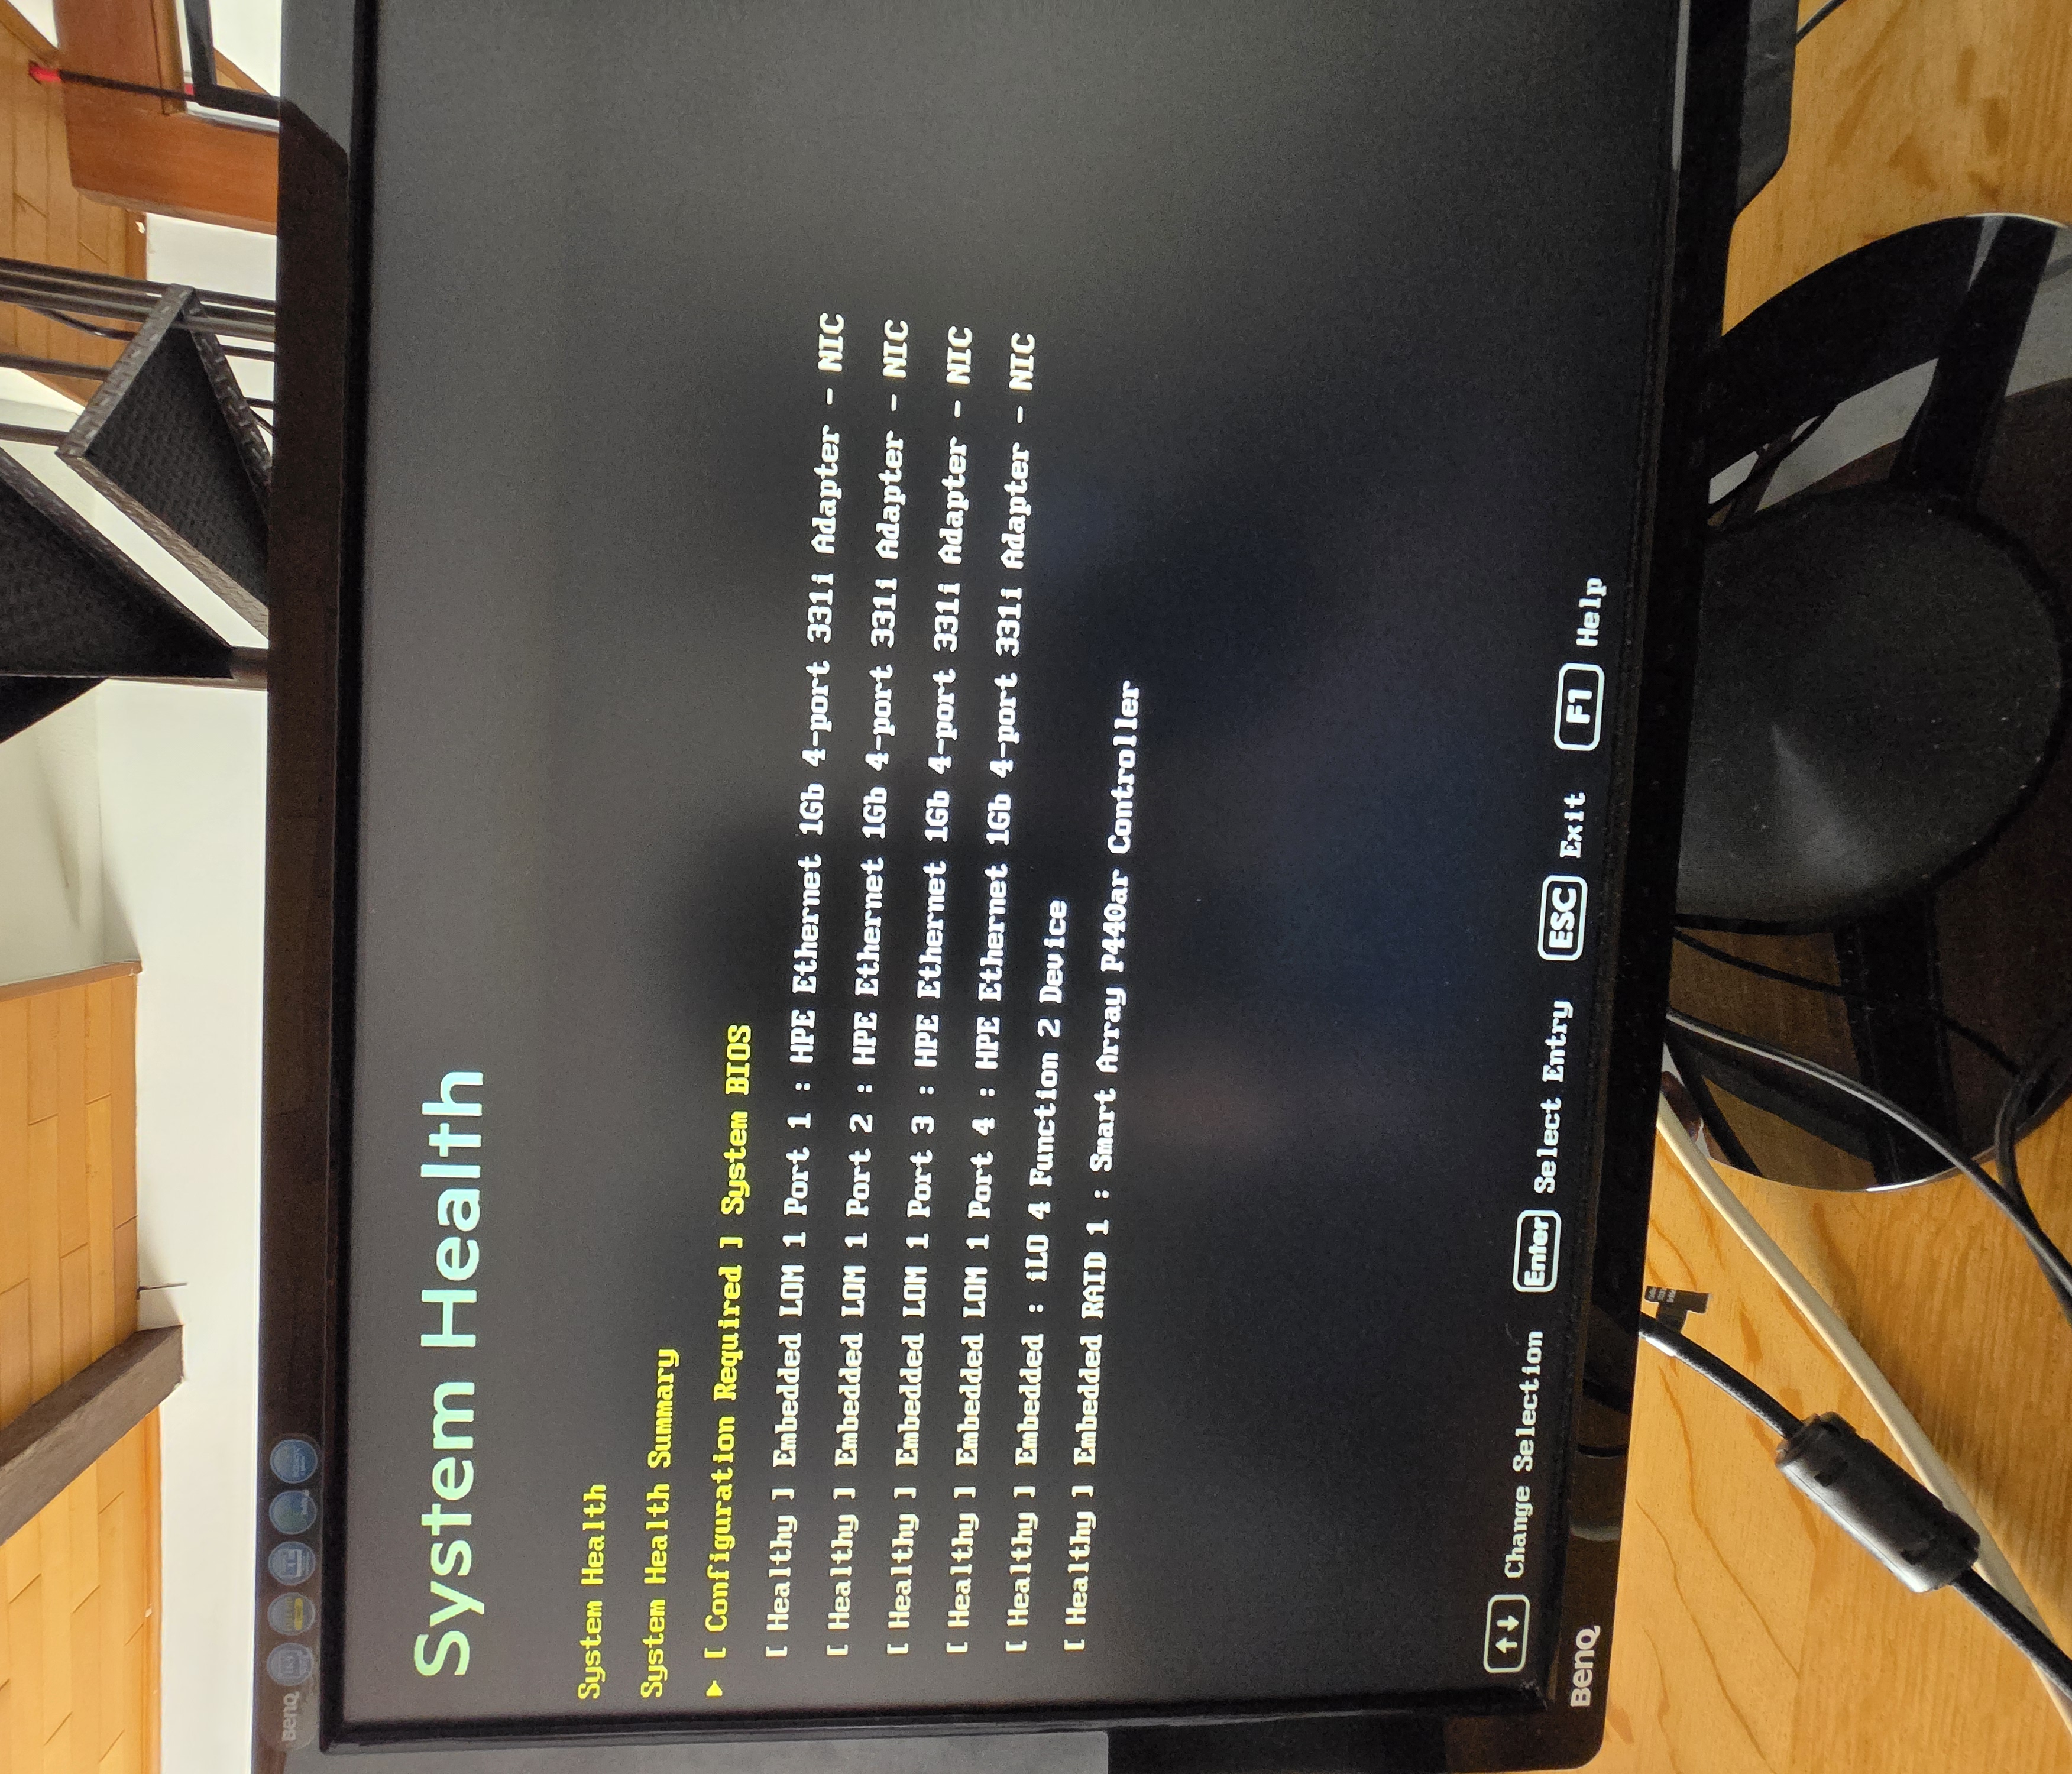 BenQ
System Health
System Health
System Health Summary
[ Configuration Required ] System BIOS
[ Healthy ] Embedded LOM 1 Port 1 : HPE Ethernet 1Gb 4-port 331i Adapter - NIC
[ Healthy ] Embedded LOM 1 Port 2 : HPE Ethernet 1Gb 4-port 331i Adapter - NIC
[ Healthy ] Embedded LOM 1 Port 3 : HPE Ethernet 1Gb 4-port 331i Adapter - NIC
[ Healthy ] Embedded LOM 1 Port 4 : HPE Ethernet 1Gb 4-port 331i Adapter - NIC
[ Healthy ] Embedded : iLO 4 Function 2 Device
[ Healthy ] Embedded RAID 1 : Smart Array P440ar Controller
↑↓ Change Selection Enter Select Entry ESC Exit F1 Help
BenQ